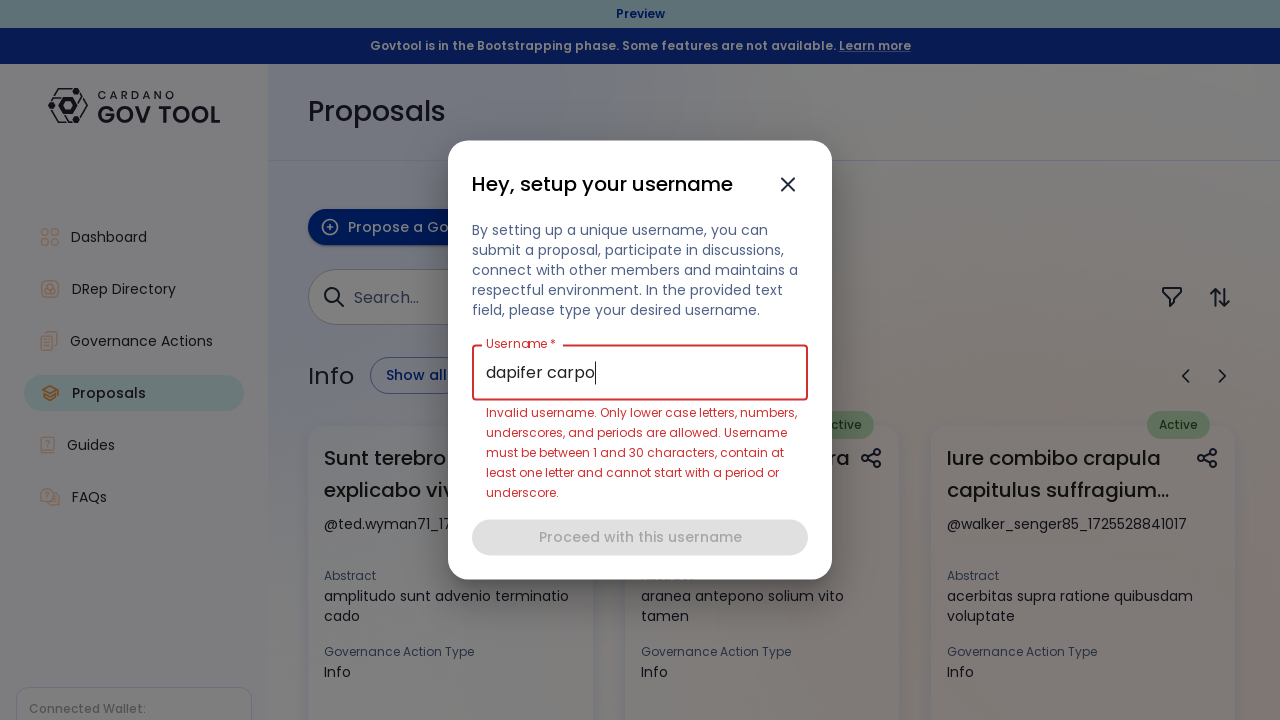 Preview
Govtool is in the Bootstrapping phase. Some features are not available. Learn more
CARDANO
GOV TOOL
Dashboard
DRep Directory
Governance Actions
Proposals
Guides
FAQs
Connected Wallet:
Proposals
Propose a Go
Search...
Info
Show all
Hey, setup your username
By setting up a unique username, you can
submit a proposal, participate in discussions,
connect with other members and maintains a
respectful environment. In the provided text
field, please type your desired username.
Username *
dapifer carpo
Invalid username. Only lower case letters, numbers,
underscores, and periods are allowed. Username
must be between 1 and 30 characters, contain at
least one letter and cannot start with a period or
underscore.
Proceed with this username
Sunt terebro
explicabo viv
@ted.wyman71_17
Abstract
amplitudo sunt advenio terminatio
cado
Governance Action Type
Info
aranea antepono solium vito
tamen
Governance Action Type
Info
Active
Iure combibo crapula
capitulus suffragium...
@walker_senger85_1725528841017
Abstract
acerbitas supra ratione quibusdam
voluptate
Governance Action Type
Info